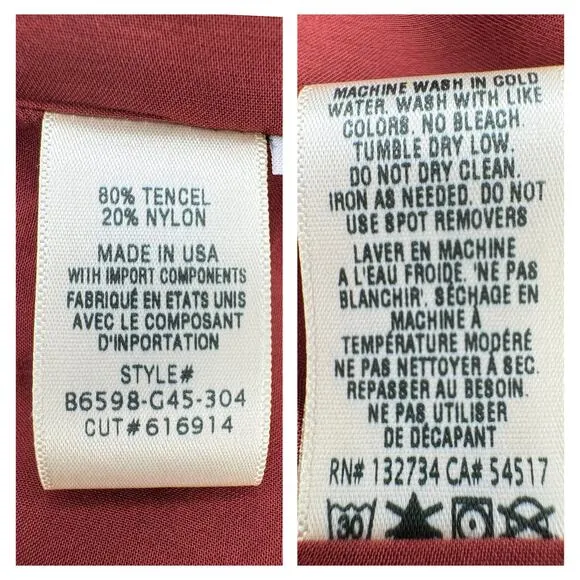 80% TENCEL
20% NYLON
MADE IN USA
WITH IMPORT COMPONENTS
FABRIQUÉ EN ETATS UNIS
AVEC LE COMPOSANT
D'INPORTATION
STYLE#
B6598-G45-304
CUT#616914
MACHINE WASH IN COLD
WATER. WASH WITH LIKE
COLORS. NO BLEACH.
TUMBLE DRY LOW.
DO NOT DRY CLEAN.
IRON AS NEEDED. DO NOT
USE SPOT REMOVERS
LAVER EN MACHINE
A L'EAU FROIDE. 'NE PAS
BLANCHIR'. SÉCHAGE EN
MACHINE À
TEMPÉRATURE MODÉRÉ
NE PAS NETTOYER À SEC.
REPASSER AU BESOIN.
NE PAS UTILISER
DE DÉCAPANT
RN# 132734 CA# 54517
30